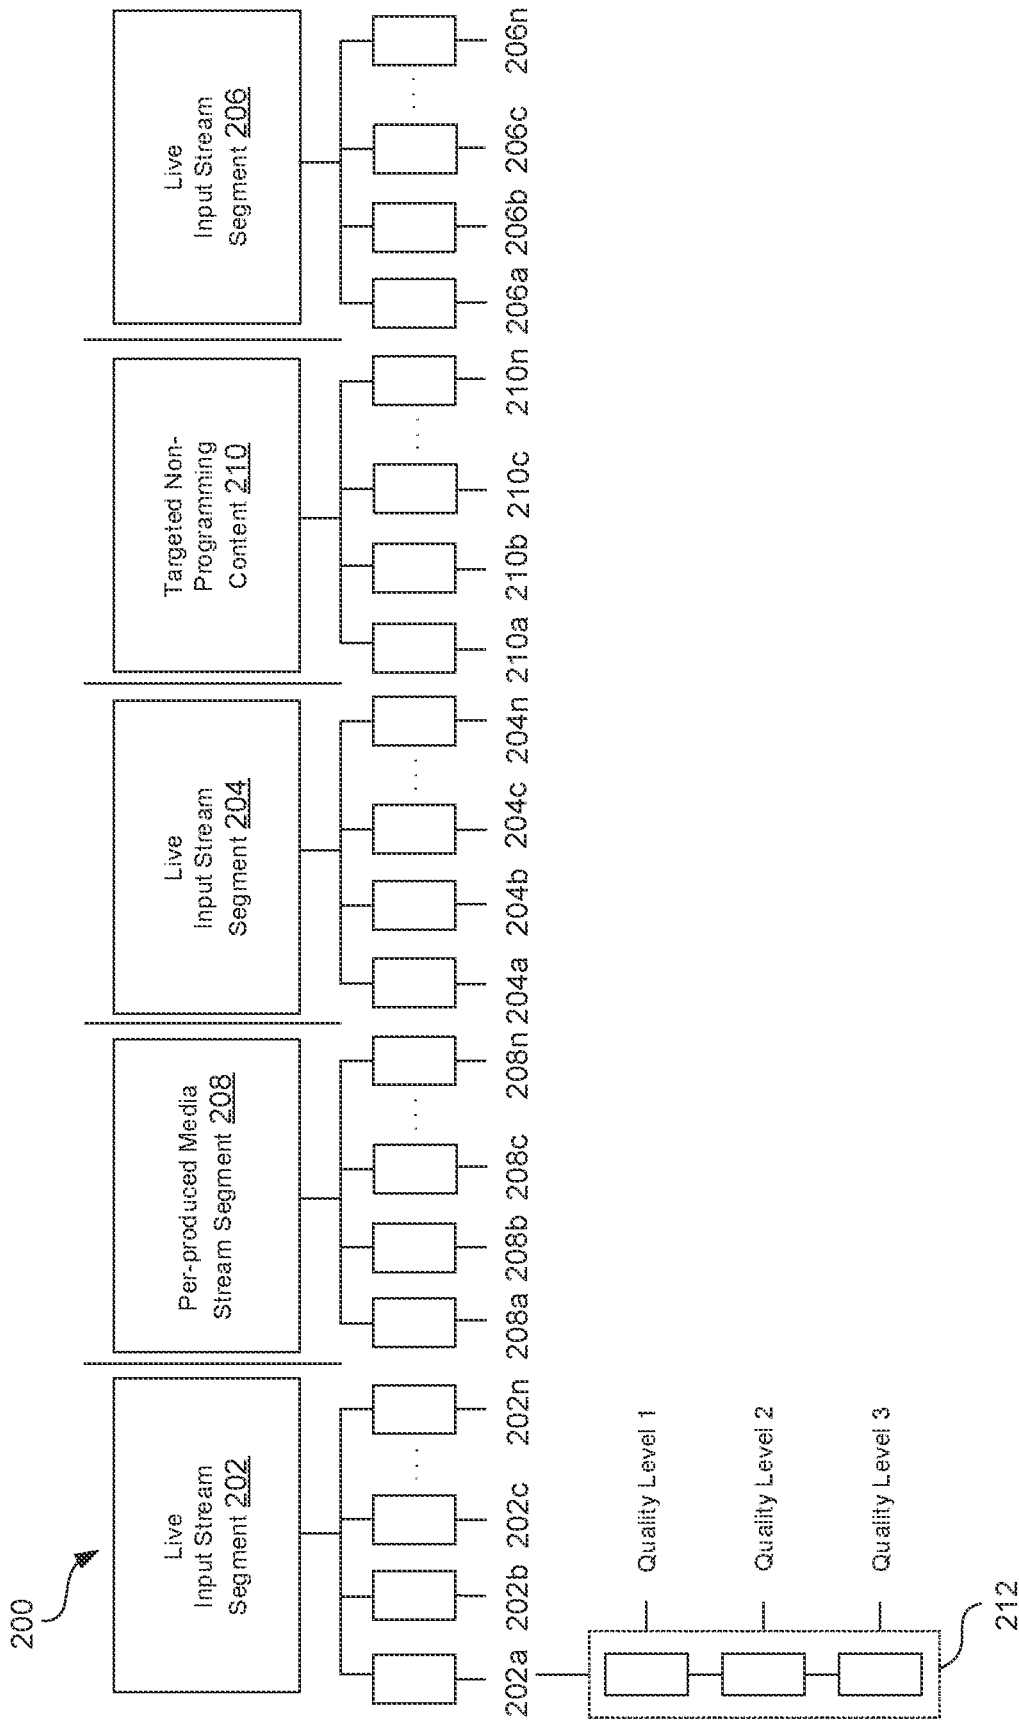 200
Live
Input Stream
Segment 202
Per-produced Media
Stream Segment 208
Live
Input Stream
Segment 204
Targeted Non-
Programming
Content 210
Live
Input Stream
Segment 206
202a 202b 202c 202n 208a 208b 208c 208n 204a 204b 204c 204n 210a 210b 210c 210n 206a 206b 206c 206n
Quality Level 1
Quality Level 2
Quality Level 3
212